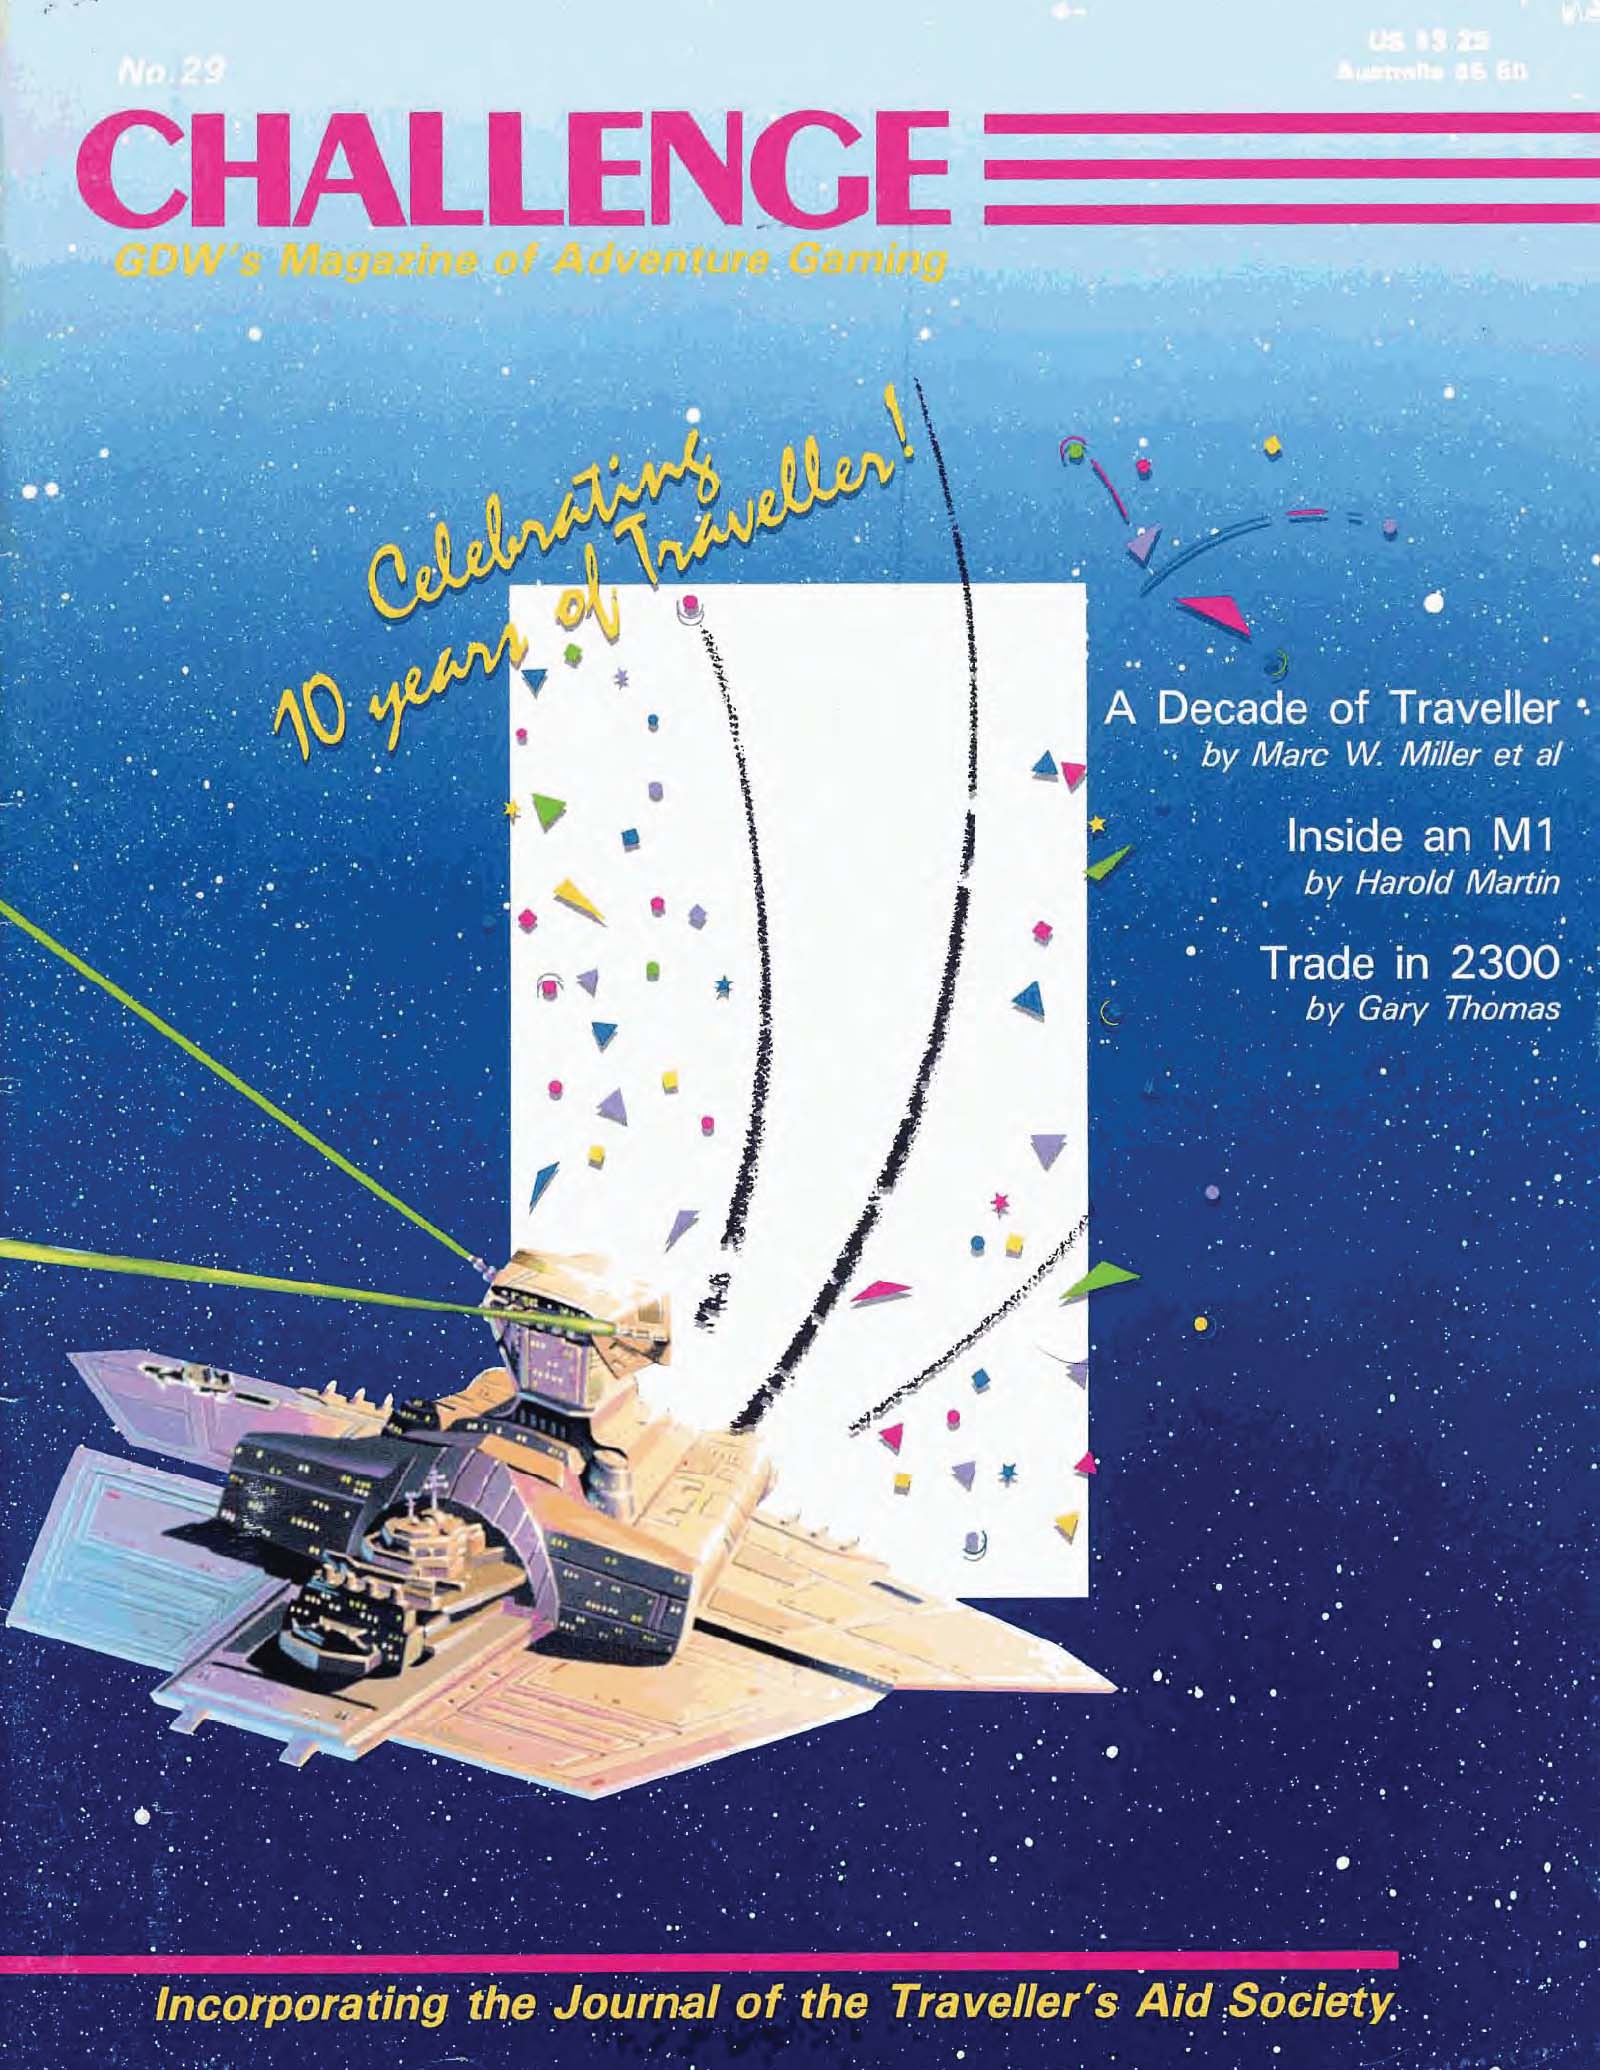 No. 29
US $3.25
Australia $5.50
CHALLENGE
GDW's Magazine of Adventure Gaming
Celebrating
10 years of Traveller!
A Decade of Traveller
by Marc W. Miller et al
Inside an M1
by Harold Martin
Trade in 2300
by Gary Thomas
Incorporating the Journal of the Traveller's Aid Society